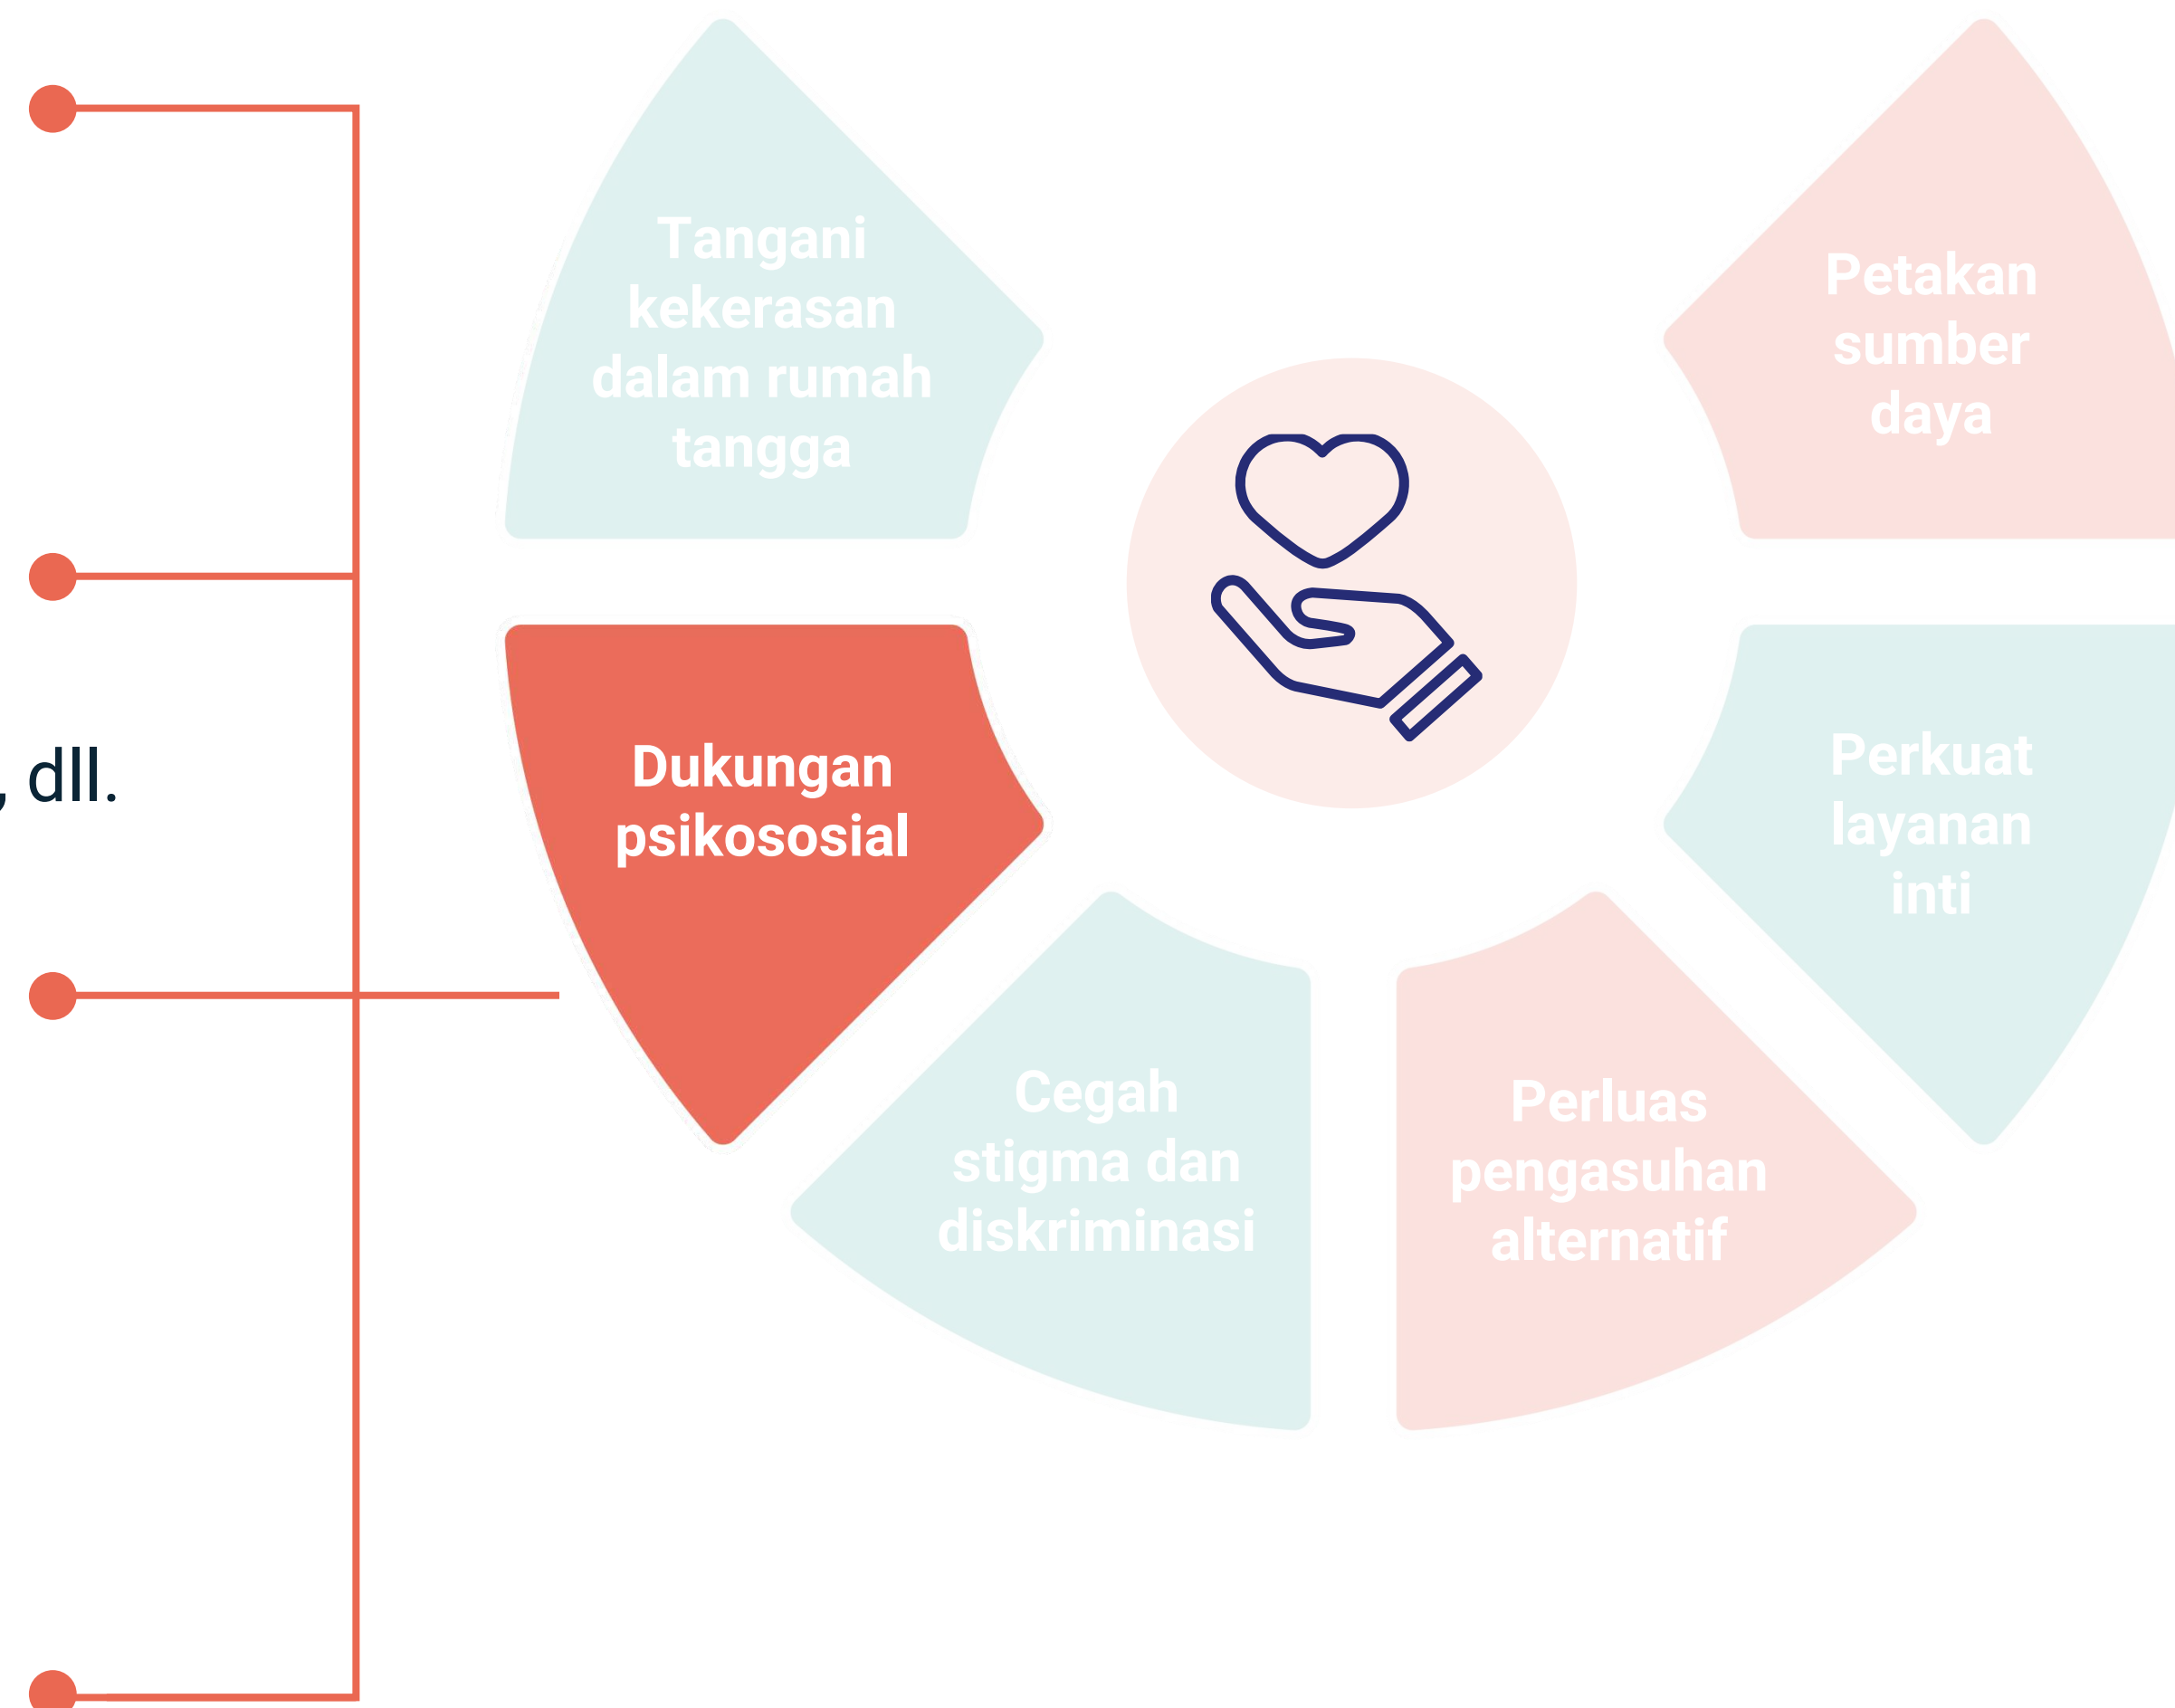 Tangani
kekerasan
dalam rumah
tangga
Petakan
sumber
daya
, dll.
Dukungan
psikososial
Perkuat
layanan
inti
Cegah
stigma dan
diskriminasi
Perluas
pengasuhan
alternatif